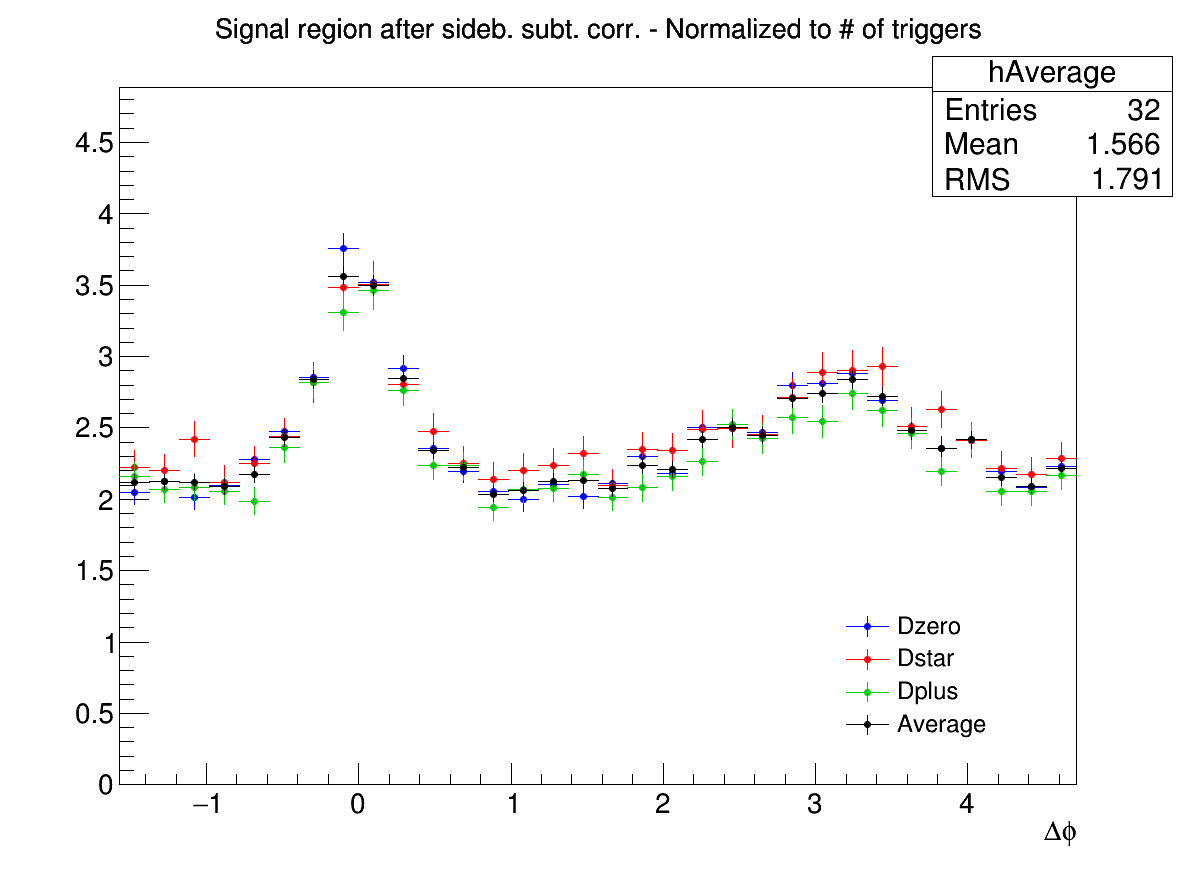 Signal region after sideb. subt. corr. - Normalized to # of triggers
hAverage
Entries 32
Mean 1.566
RMS 1.791
4.5
4
3.5
3
2.5
2
1.5
1
0.5
0
Dzero
Dstar
Dplus
Average
−1 0 1 2 3 4
Δϕ